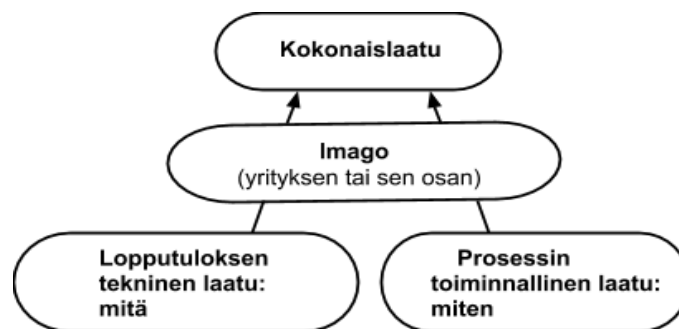 Kokonaislaatu
Imago
(yrityksen tai sen osan)
Lopputuloksen
tekninen laatu:
mitä
Prosessin
toiminnallinen laatu:
miten